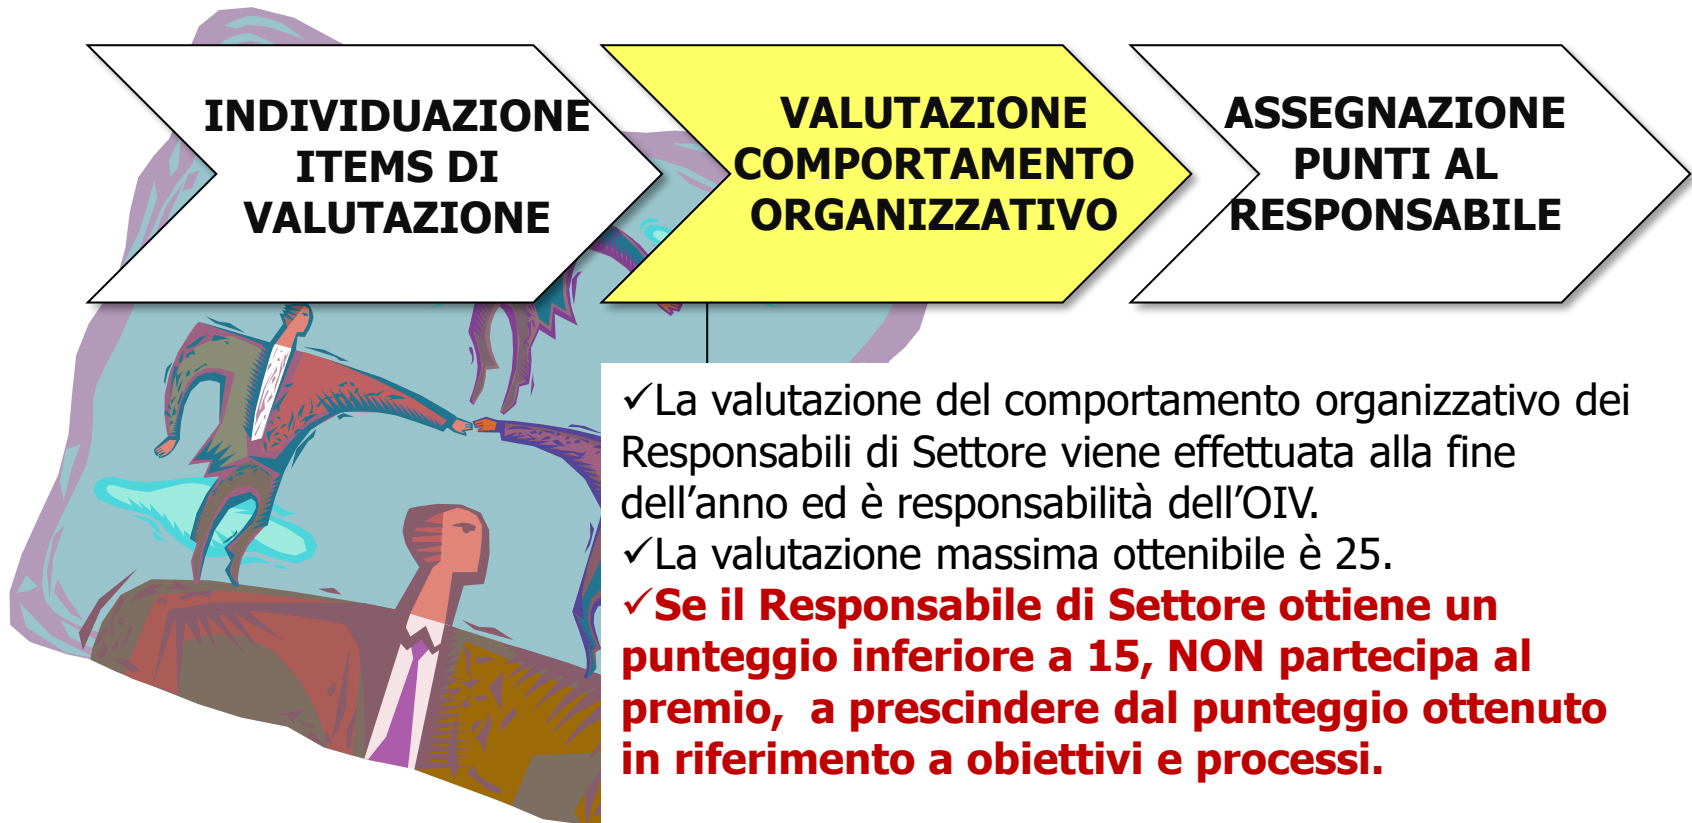 INDIVIDUAZIONE
ITEMS DI
VALUTAZIONE
VALUTAZIONE
COMPORTAMENTO
ORGANIZZATIVO
ASSEGNAZIONE
PUNTI AL
RESPONSABILE
✓La valutazione del comportamento organizzativo dei
Responsabili di Settore viene effettuata alla fine
dell’anno ed è responsabilità dell’OIV.
✓La valutazione massima ottenibile è 25.
✓Se il Responsabile di Settore ottiene un
punteggio inferiore a 15, NON partecipa al
premio,  a prescindere dal punteggio ottenuto
in riferimento a obiettivi e processi.